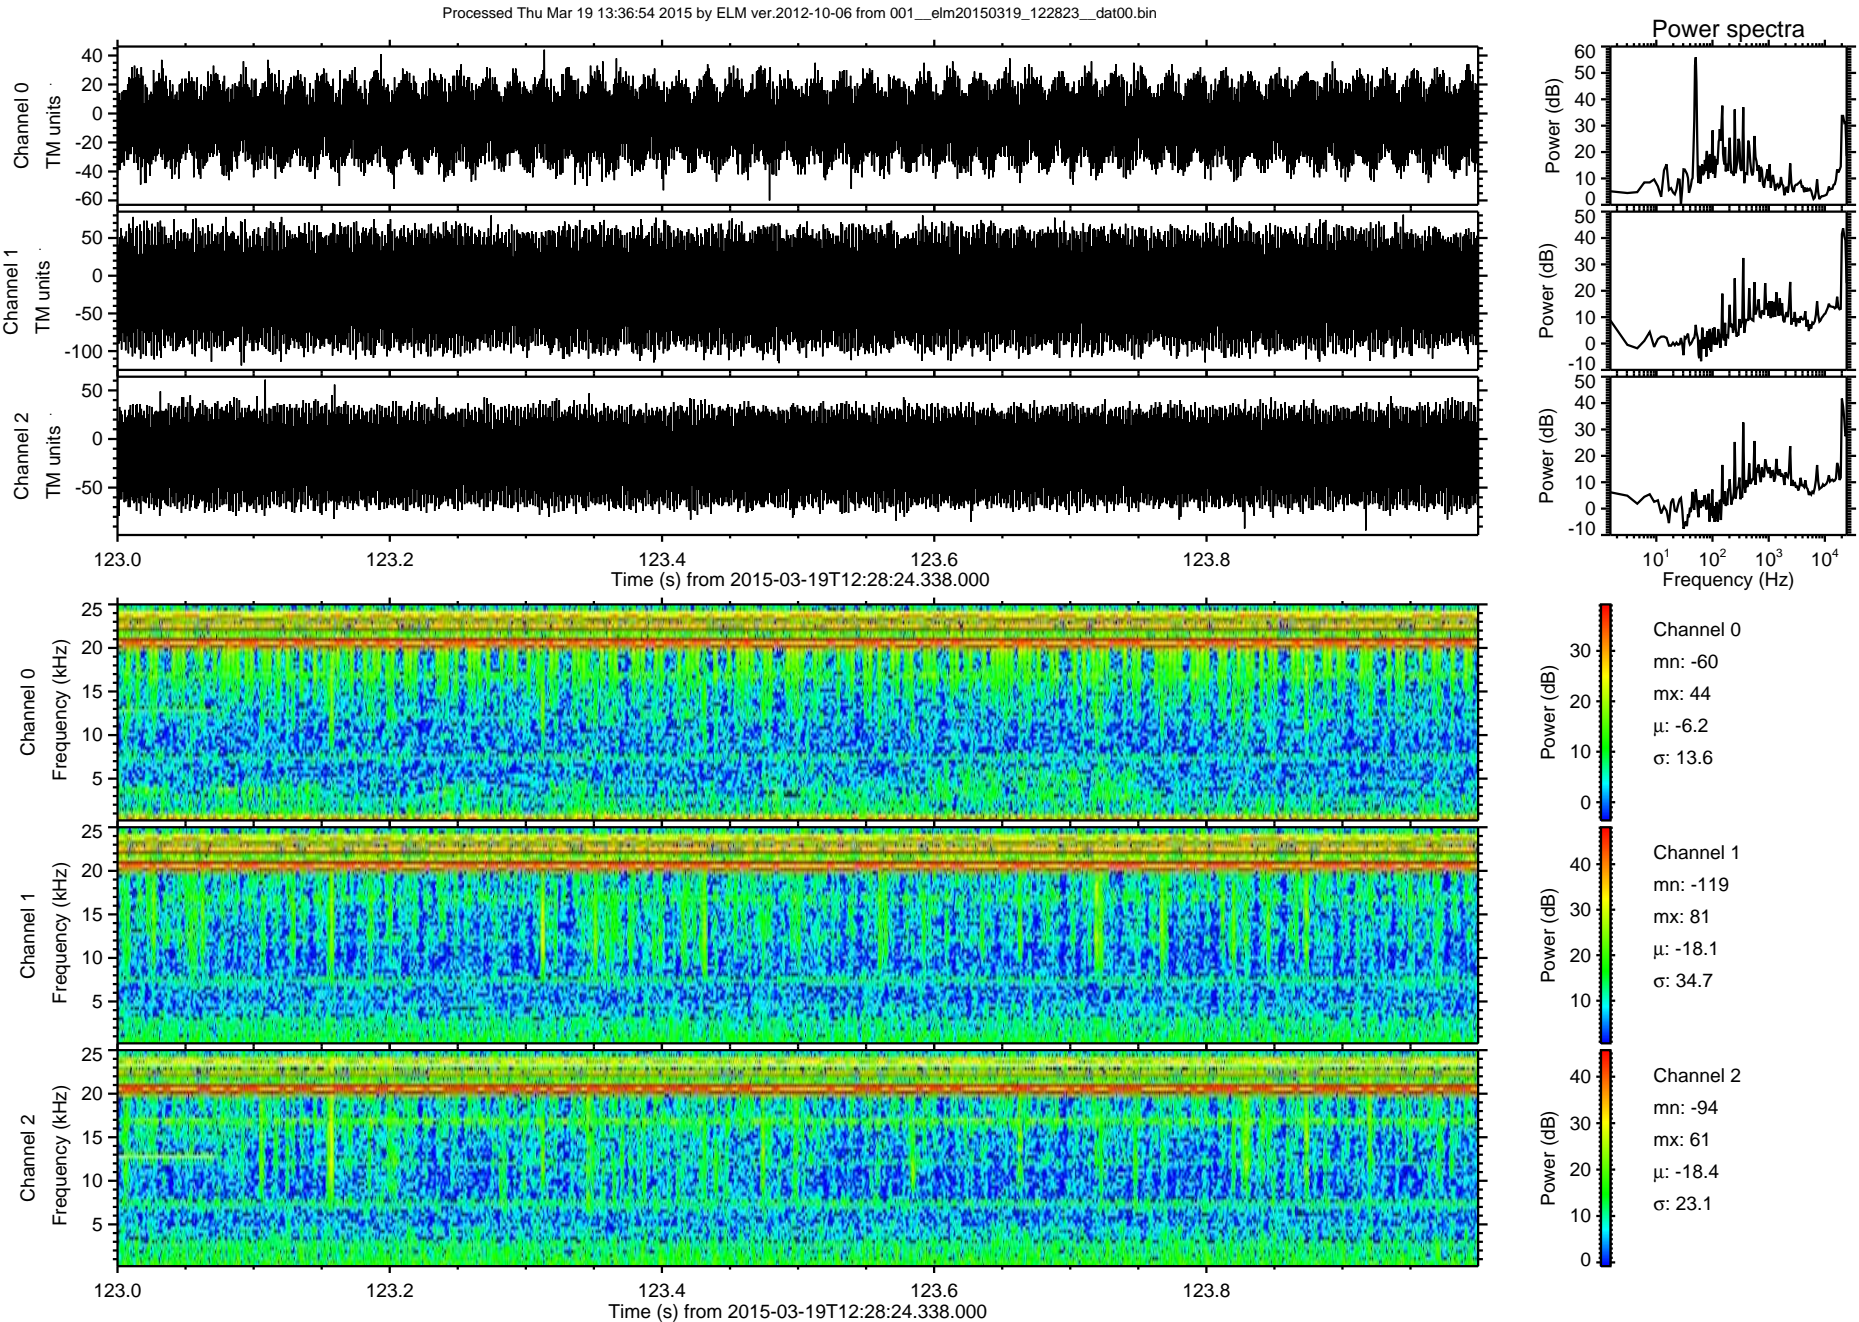 Processed Thu Mar 19 13:36:54 2015 by ELM ver.2012-10-06 from 001__elm20150319_122823__dat00.bin
Power spectra
Channel 0
TM units
40
20
0
-20
-40
-60
Power (dB)
60
50
40
30
20
10
0
Channel 1
TM units
50
0
-50
-100
Power (dB)
50
40
30
20
10
0
-10
Channel 2
TM units
50
0
-50
Power (dB)
50
40
30
20
10
0
-10
123.0 123.2 123.4 123.6 123.8
Time (s) from 2015-03-19T12:28:24.338.000
10^1 10^2 10^3 10^4
Frequency (Hz)
Channel 0
Frequency (kHz)
25
20
15
10
5
Power (dB)
30
20
10
0
Channel 0
mn: -60
mx: 44
μ: -6.2
σ: 13.6
Channel 1
Frequency (kHz)
25
20
15
10
5
Power (dB)
40
30
20
10
Channel 1
mn: -119
mx: 81
μ: -18.1
σ: 34.7
Channel 2
Frequency (kHz)
25
20
15
10
5
Power (dB)
40
30
20
10
0
Channel 2
mn: -94
mx: 61
μ: -18.4
σ: 23.1
123.0 123.2 123.4 123.6 123.8
Time (s) from 2015-03-19T12:28:24.338.000